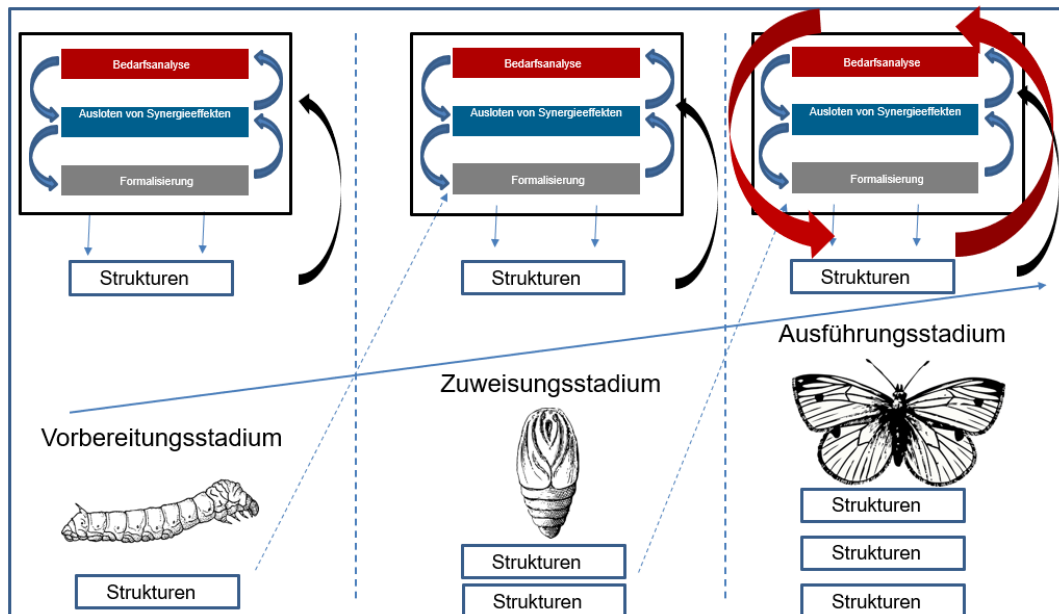 Bedarfsanalyse
Ausloten von Synergieeffekten
Formalisierung
Strukturen
Vorbereitungsstadium
Strukturen
Bedarfsanalyse
Ausloten von Synergieeffekten
Formalisierung
Strukturen
Zuweisungsstadium
Strukturen
Strukturen
Bedarfsanalyse
Ausloten von Synergieeffekten
Formalisierung
Strukturen
Ausführungsstadium
Strukturen
Strukturen
Strukturen